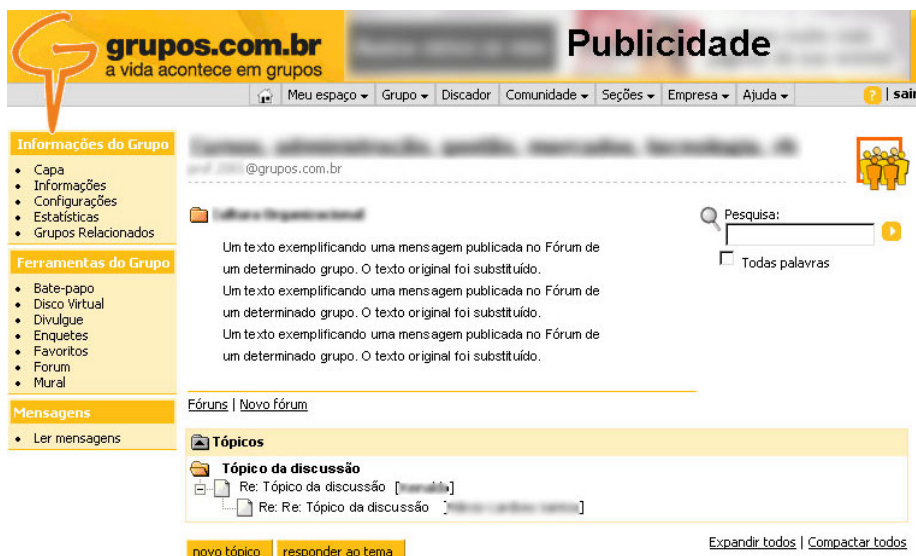 grupos.com.br
a vida acontece em grupos
Publicidade
Meu espaço Grupo Discador Comunidade Seções Empresa Ajuda ? | sair
Informações do Grupo
• Capa
• Informações
• Configurações
• Estatísticas
• Grupos Relacionados
Ferramentas do Grupo
• Bate-papo
• Disco Virtual
• Divulgue
• Enquetes
• Favoritos
• Forum
• Mural
Mensagens
• Ler mensagens
@grupos.com.br
Um texto exemplificando uma mensagem publicada no Fórum de
um determinado grupo. O texto original foi substituído.
Um texto exemplificando uma mensagem publicada no Fórum de
um determinado grupo. O texto original foi substituído.
Um texto exemplificando uma mensagem publicada no Fórum de
um determinado grupo. O texto original foi substituído.
Pesquisa:
Todas palavras
Fóruns | Novo fórum
Tópicos
Tópico da discussão
Re: Tópico da discussão [ ]
Re: Re: Tópico da discussão [ ]
novo tópico responder ao tema
Expandir todos | Compactar todos